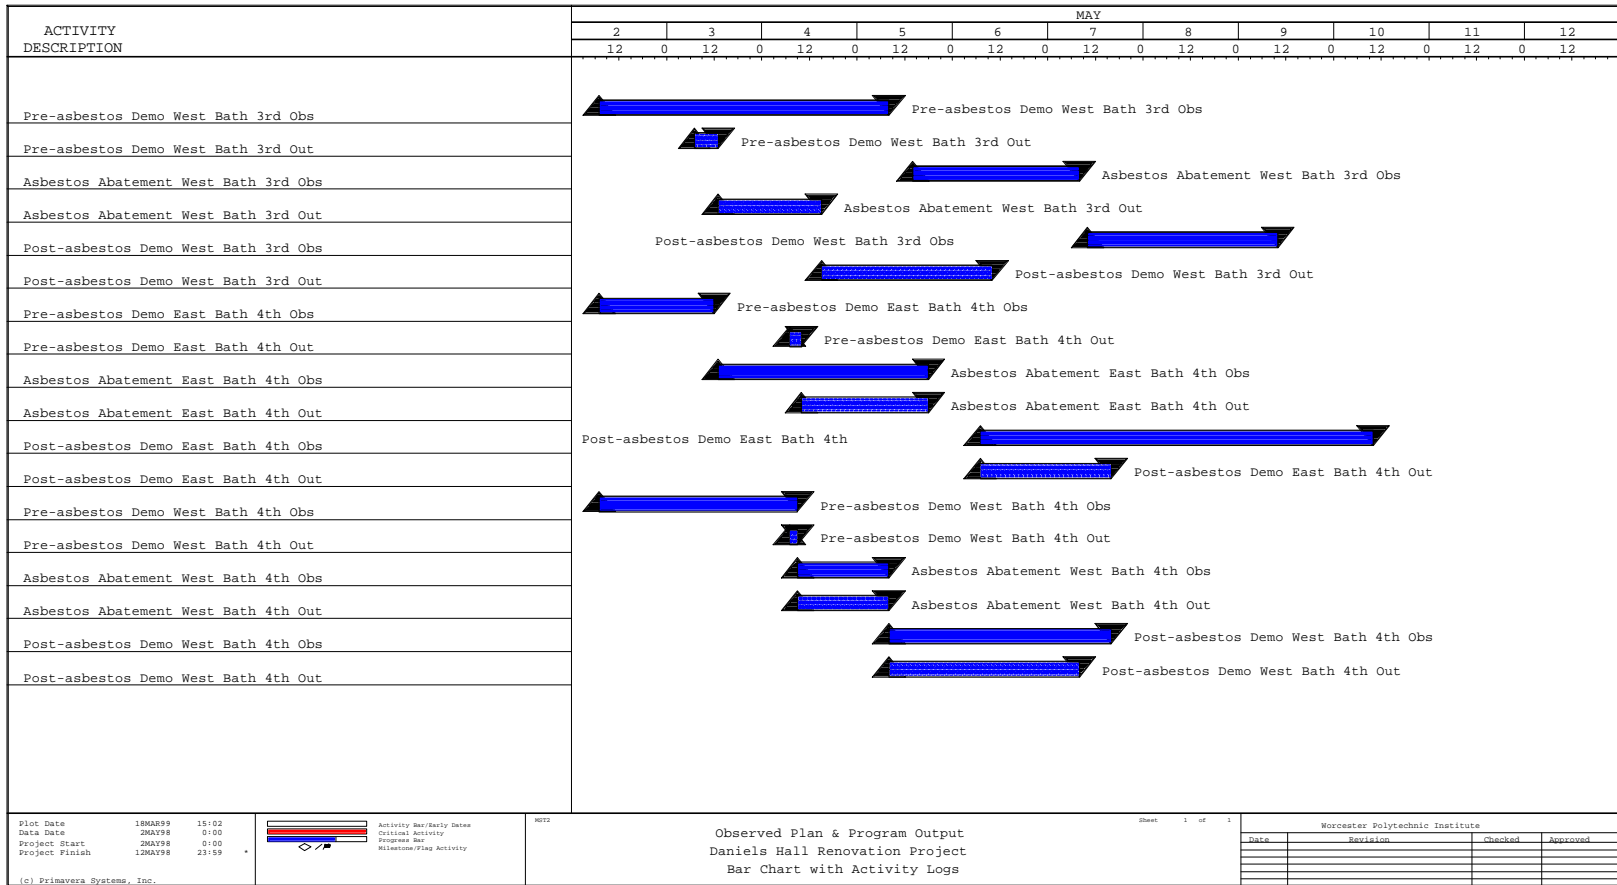 MAY
ACTIVITY
DESCRIPTION
2 3 4 5 6 7 8 9 10 11 12
12 0 12 0 12 0 12 0 12 0 12 0 12 0 12 0 12 0 12 0 12
Pre-asbestos Demo West Bath 3rd Obs Pre-asbestos Demo West Bath 3rd Obs
Pre-asbestos Demo West Bath 3rd Out Pre-asbestos Demo West Bath 3rd Out
Asbestos Abatement West Bath 3rd Obs Asbestos Abatement West Bath 3rd Obs
Asbestos Abatement West Bath 3rd Out Asbestos Abatement West Bath 3rd Out
Post-asbestos Demo West Bath 3rd Obs Post-asbestos Demo West Bath 3rd Obs
Post-asbestos Demo West Bath 3rd Out Post-asbestos Demo West Bath 3rd Out
Pre-asbestos Demo East Bath 4th Obs Pre-asbestos Demo East Bath 4th Obs
Pre-asbestos Demo East Bath 4th Out Pre-asbestos Demo East Bath 4th Out
Asbestos Abatement East Bath 4th Obs Asbestos Abatement East Bath 4th Obs
Asbestos Abatement East Bath 4th Out Asbestos Abatement East Bath 4th Out
Post-asbestos Demo East Bath 4th Obs Post-asbestos Demo East Bath 4th
Post-asbestos Demo East Bath 4th Out Post-asbestos Demo East Bath 4th Out
Pre-asbestos Demo West Bath 4th Obs Pre-asbestos Demo West Bath 4th Obs
Pre-asbestos Demo West Bath 4th Out Pre-asbestos Demo West Bath 4th Out
Asbestos Abatement West Bath 4th Obs Asbestos Abatement West Bath 4th Obs
Asbestos Abatement West Bath 4th Out Asbestos Abatement West Bath 4th Out
Post-asbestos Demo West Bath 4th Obs Post-asbestos Demo West Bath 4th Obs
Post-asbestos Demo West Bath 4th Out Post-asbestos Demo West Bath 4th Out
Plot Date 18MAR99 15:02
Data Date 2MAY98 0:00
Project Start 2MAY98 0:00
Project Finish 12MAY98 23:59 *
(c) Primavera Systems, Inc.
Activity Bar/Early Dates
Critical Activity
Progress Bar
Milestone/Flag Activity
MST2
Sheet 1 of 1
Observed Plan & Program Output
Daniels Hall Renovation Project
Bar Chart with Activity Logs
Worcester Polytechnic Institute
Date Revision Checked Approved